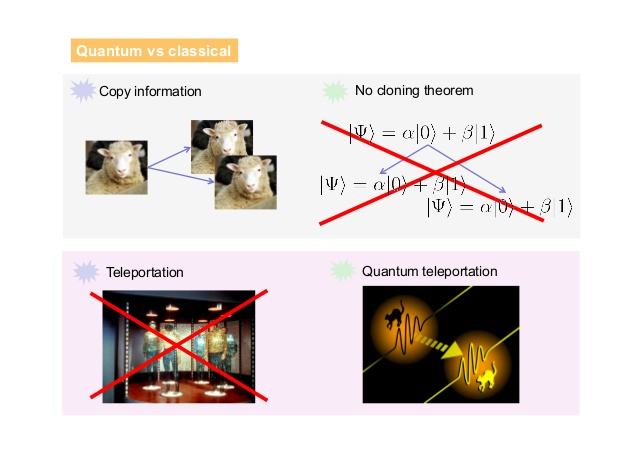 Quantum vs classical
Copy information
No cloning theorem
|Ψ⟩ = α|0⟩ + β|1⟩
|Ψ⟩ = α|0⟩ + β|1⟩
|Ψ⟩ = α|0⟩ + β|1⟩
Teleportation
Quantum teleportation